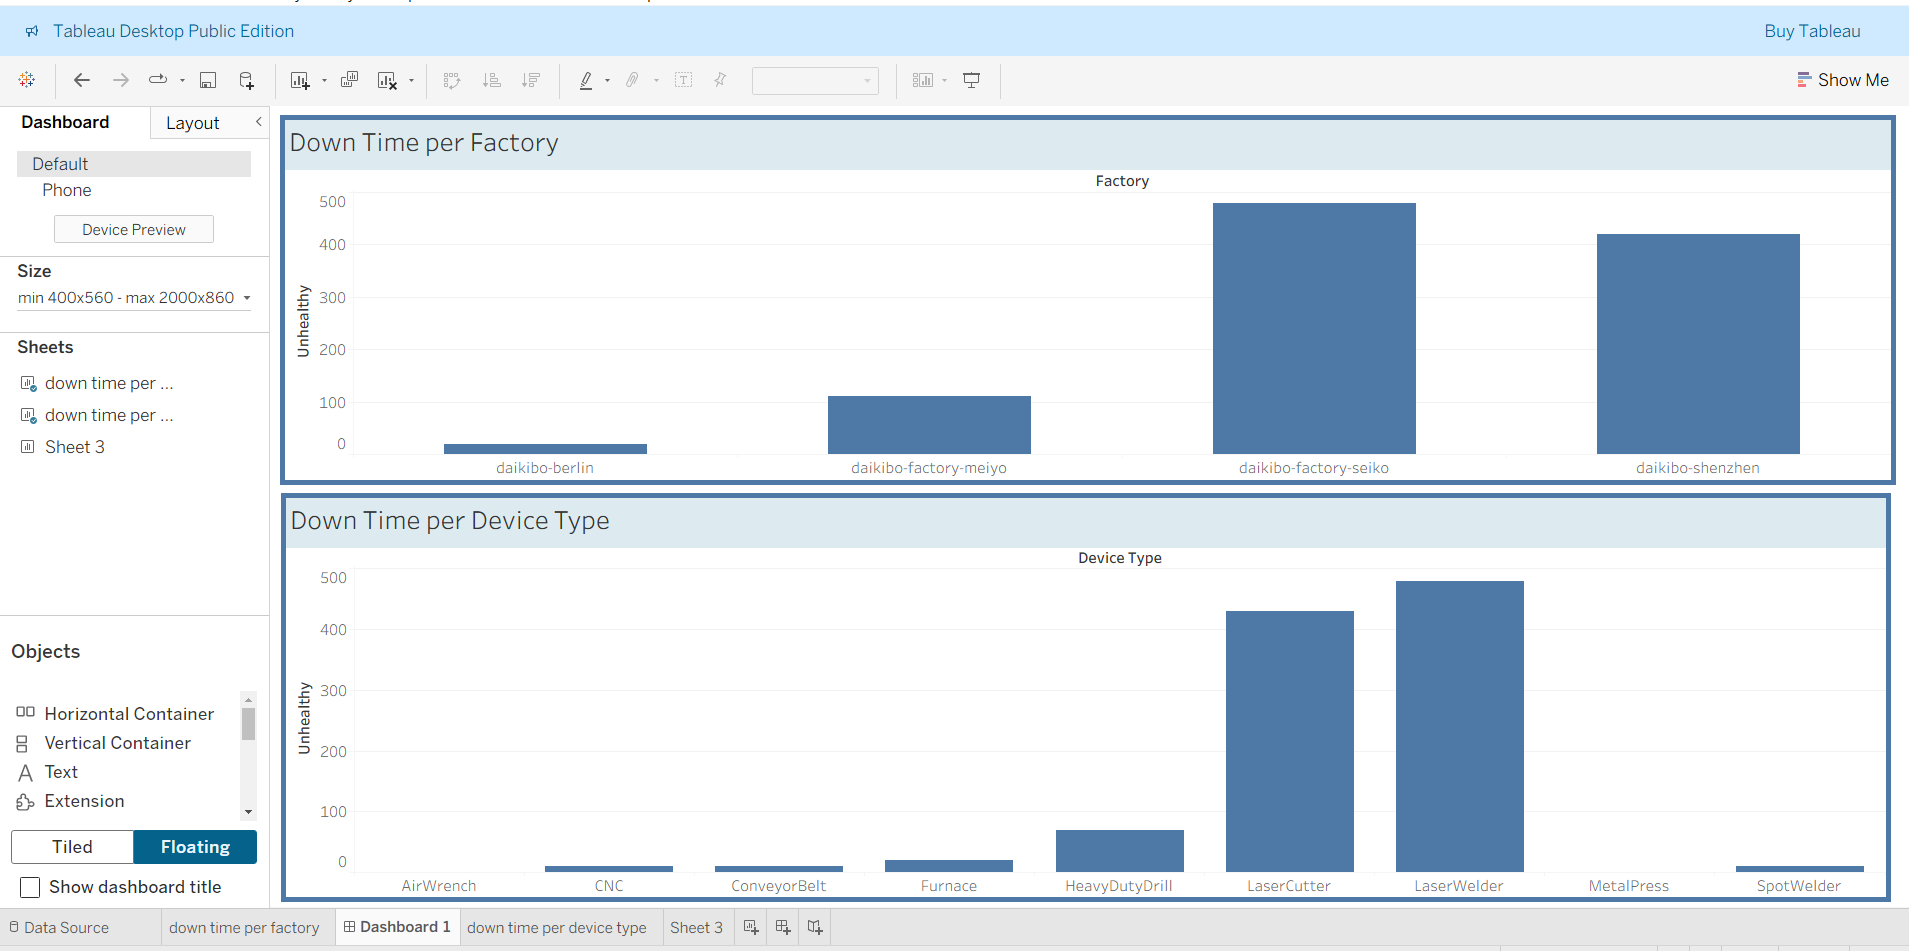 Tableau Desktop Public Edition
Buy Tableau
Show Me
Dashboard
Layout
Default
Phone
Device Preview
Size
min 400x560 - max 2000x860
Sheets
down time per ...
down time per ...
Sheet 3
Objects
Horizontal Container
Vertical Container
Text
Extension
Tiled
Floating
Show dashboard title
Down Time per Factory
Factory
Unhealthy
500
400
300
200
100
0
daikibo-berlin
daikibo-factory-meiyo
daikibo-factory-seiko
daikibo-shenzhen
Down Time per Device Type
Device Type
Unhealthy
500
400
300
200
100
0
AirWrench
CNC
ConveyorBelt
Furnace
HeavyDutyDrill
LaserCutter
LaserWelder
MetalPress
SpotWelder
Data Source
down time per factory
Dashboard 1
down time per device type
Sheet 3